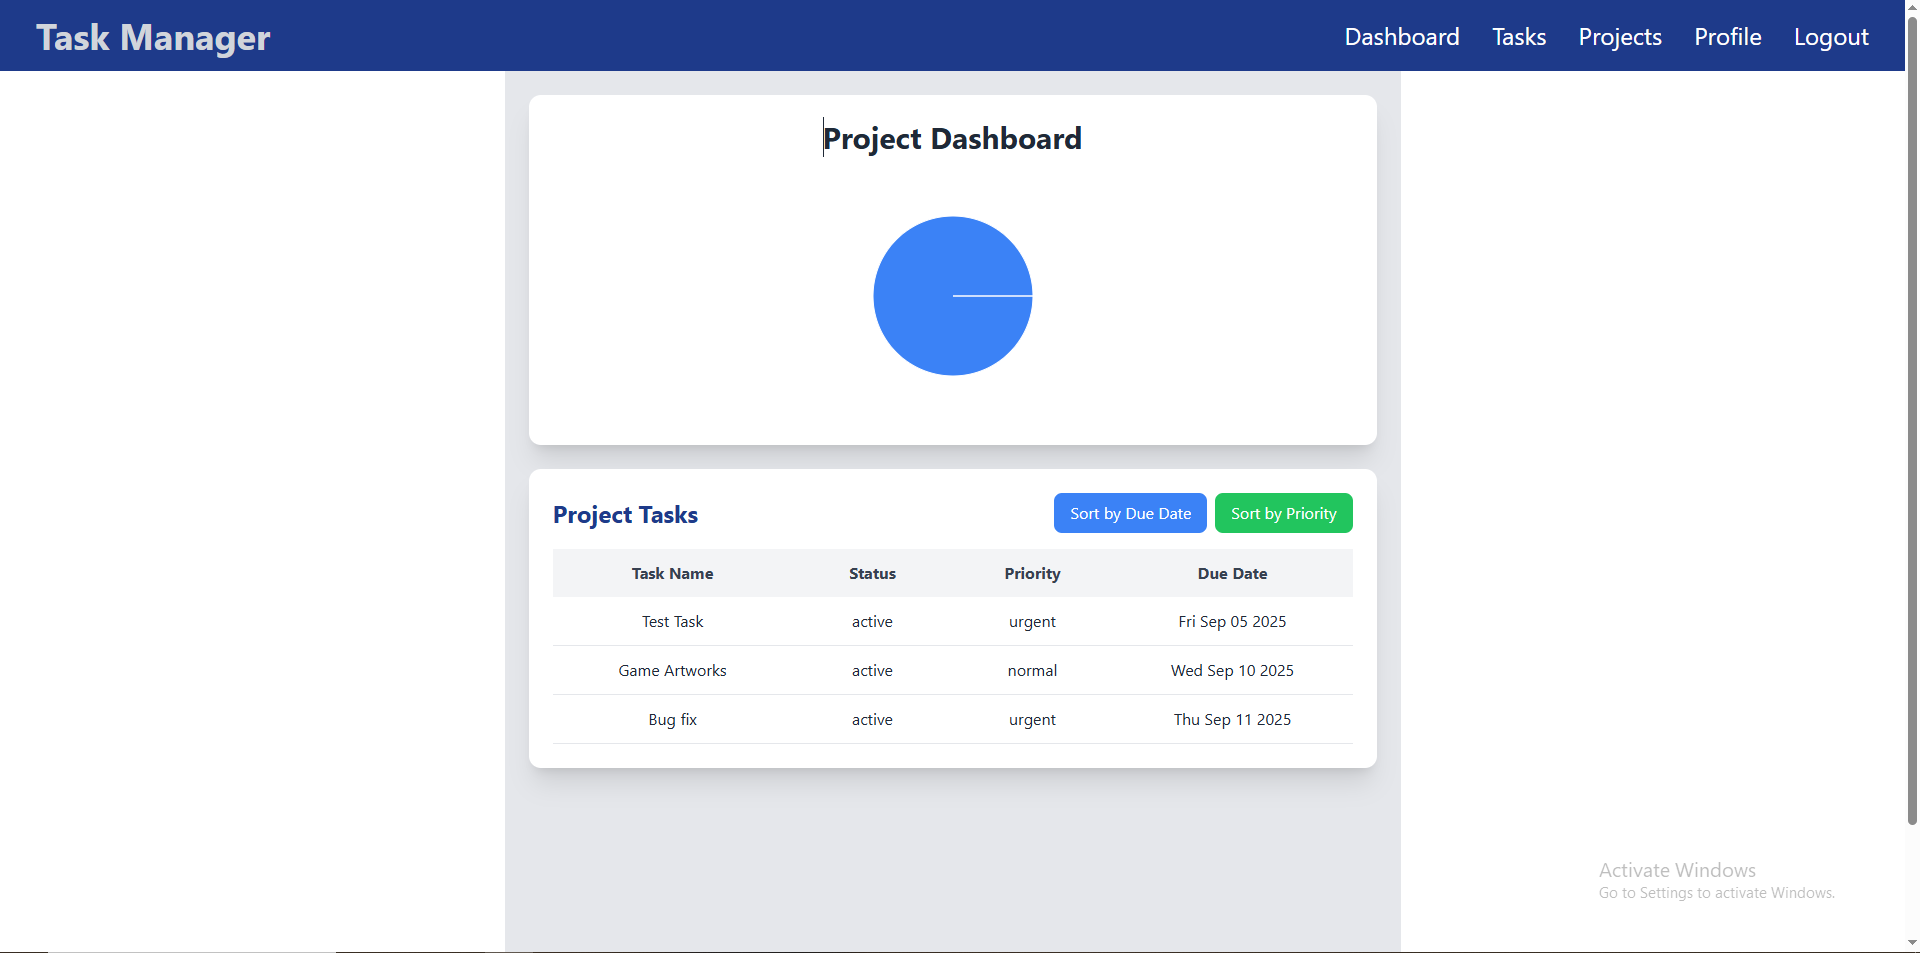 Task Manager
Dashboard Tasks Projects Profile Logout
Project Dashboard
Project Tasks
Sort by Due Date Sort by Priority
Task Name Status Priority Due Date
Test Task active urgent Fri Sep 05 2025
Game Artworks active normal Wed Sep 10 2025
Bug fix active urgent Thu Sep 11 2025
Activate Windows
Go to Settings to activate Windows.